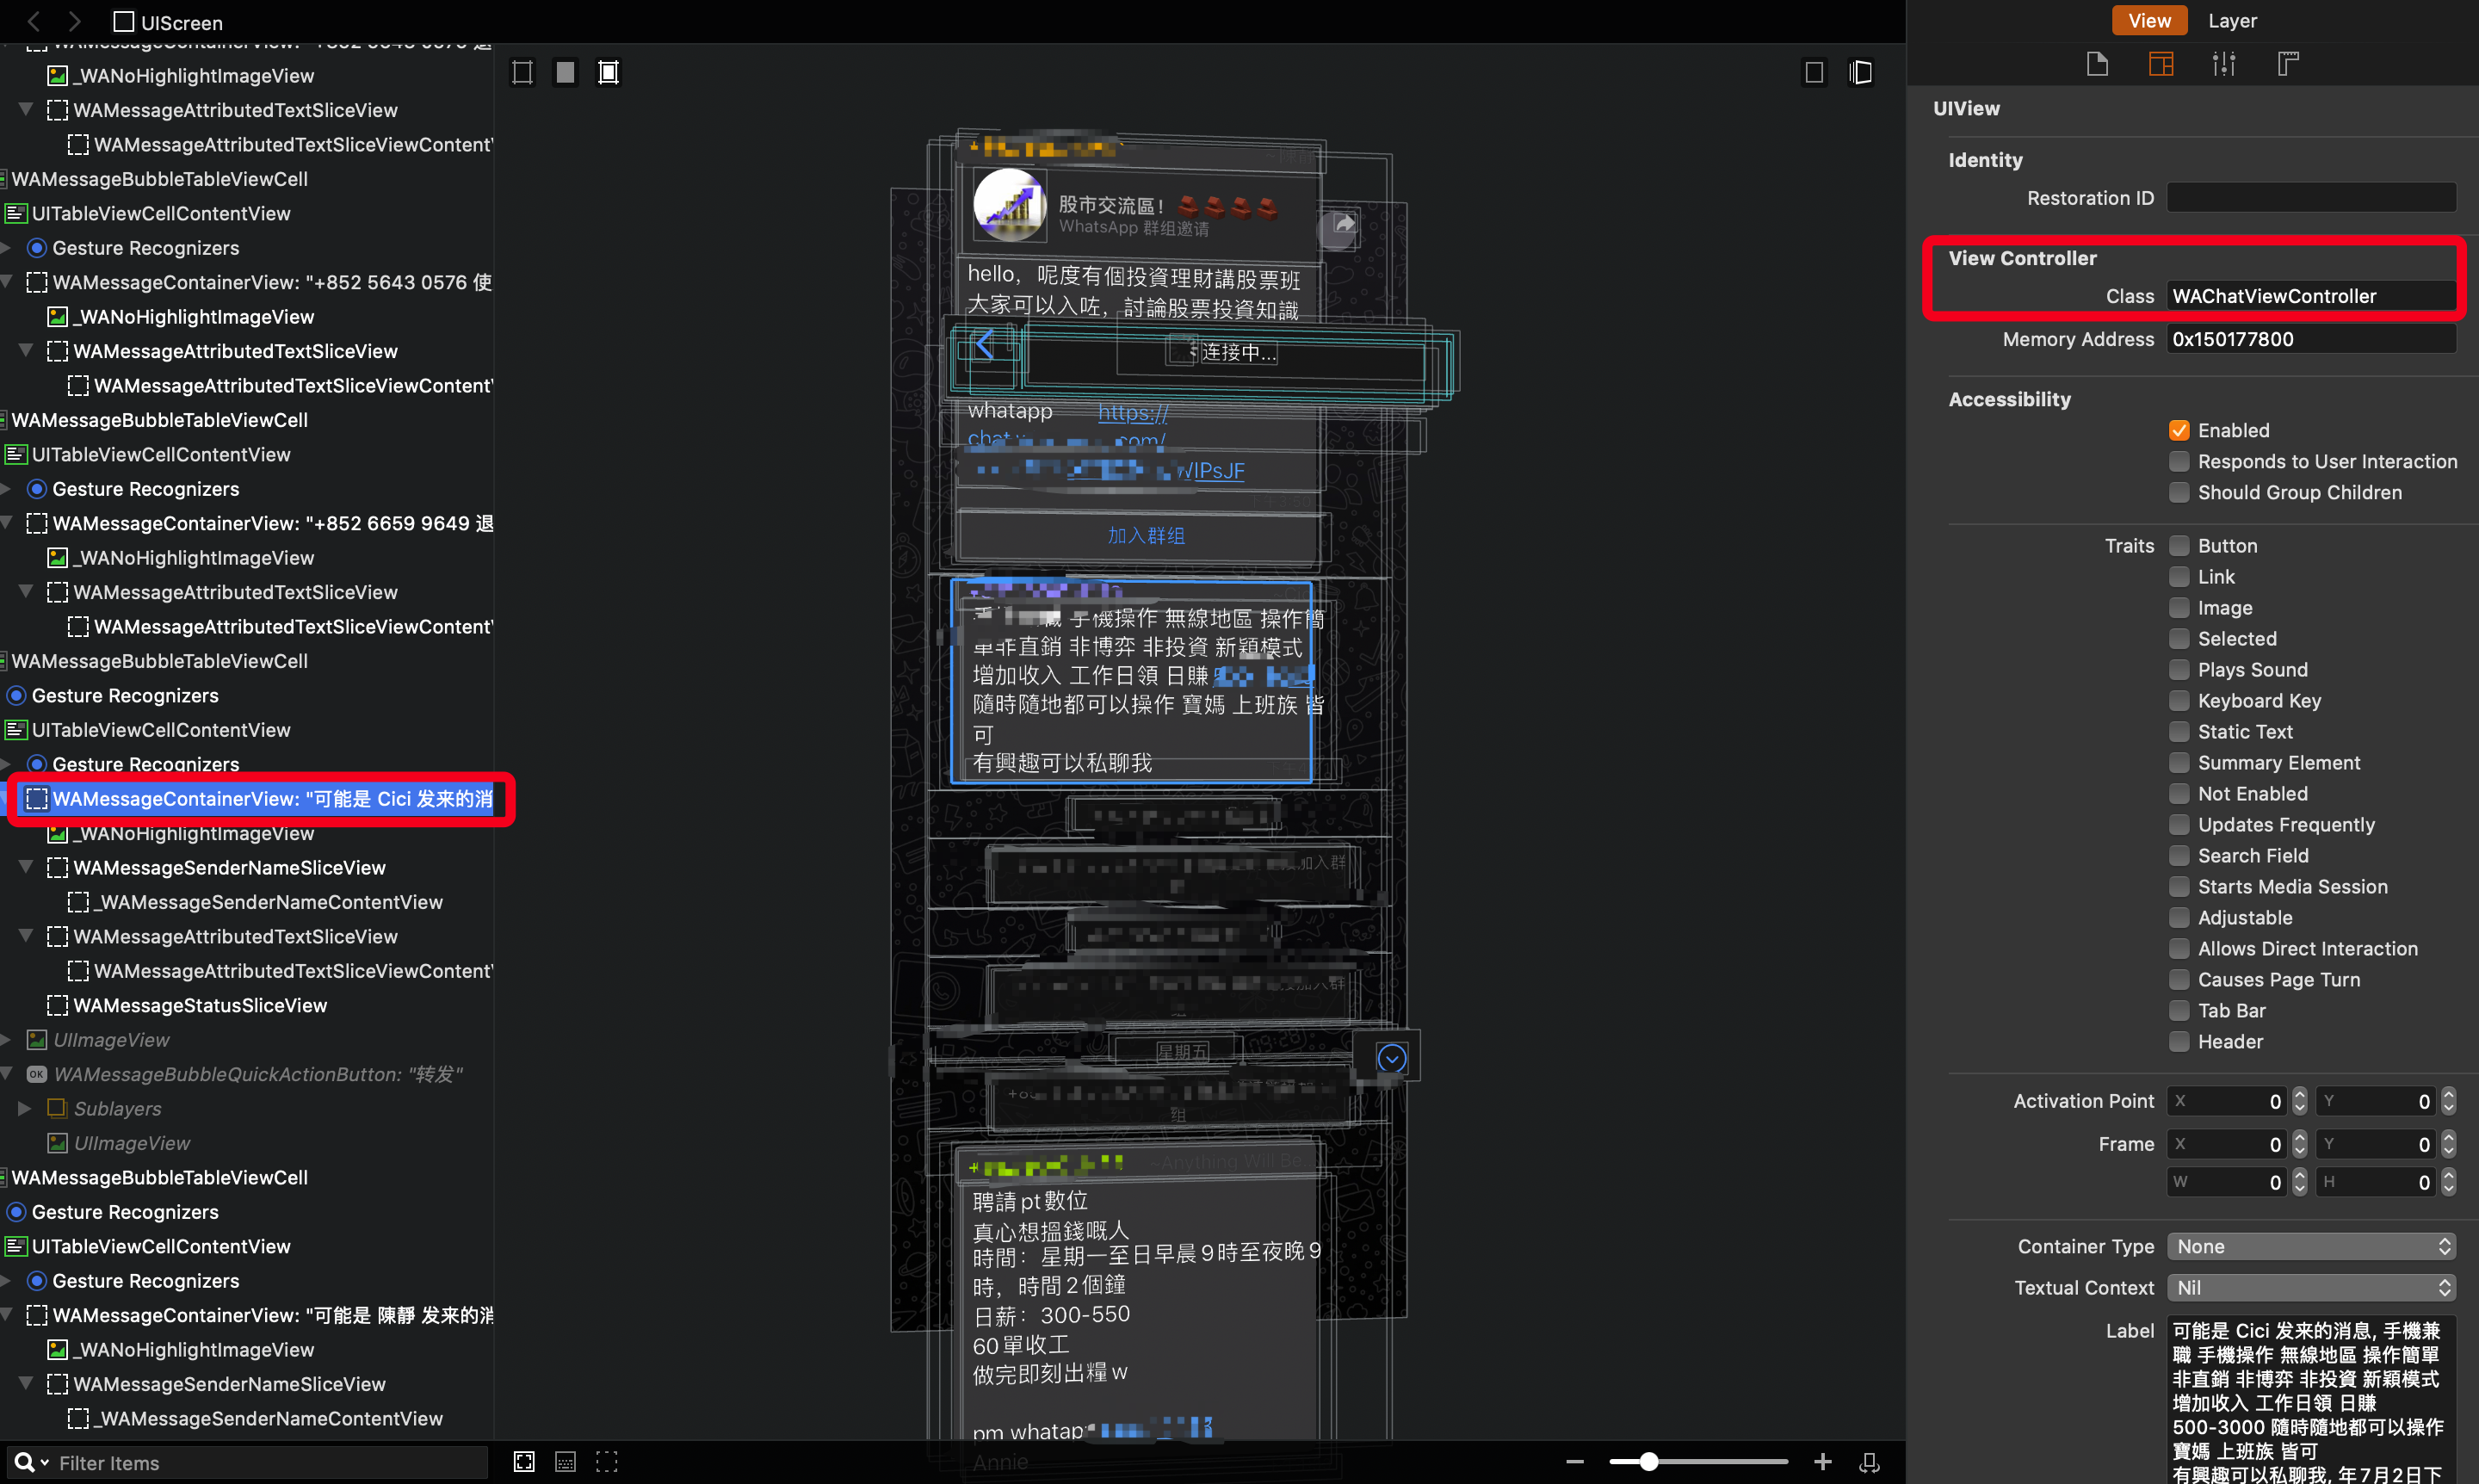 UIScreen
_WANoHighlightImageView
WAMessageAttributedTextSliceView
WAMessageAttributedTextSliceViewContent
WAMessageBubbleTableViewCell
UITableViewCellContentView
Gesture Recognizers
WAMessageContainerView: "+852 5643 0576 使
_WANoHighlightImageView
WAMessageAttributedTextSliceView
WAMessageAttributedTextSliceViewContent
WAMessageBubbleTableViewCell
UITableViewCellContentView
Gesture Recognizers
WAMessageContainerView: "+852 6659 9649 退
_WANoHighlightImageView
WAMessageAttributedTextSliceView
WAMessageAttributedTextSliceViewContent
WAMessageBubbleTableViewCell
Gesture Recognizers
UITableViewCellContentView
Gesture Recognizers
WAMessageContainerView: "可能是 Cici 发来的消
_WANoHighlightImageView
WAMessageSenderNameSliceView
_WAMessageSenderNameContentView
WAMessageAttributedTextSliceView
WAMessageAttributedTextSliceViewContent
WAMessageStatusSliceView
UIImageView
WAMessageBubbleQuickActionButton: "转发"
Sublayers
UIImageView
WAMessageBubbleTableViewCell
Gesture Recognizers
UITableViewCellContentView
Gesture Recognizers
WAMessageContainerView: "可能是 陳靜 发来的消
_WANoHighlightImageView
WAMessageSenderNameSliceView
_WAMessageSenderNameContentView
Filter Items
股市交流區！
WhatsApp 群组邀请
hello，呢度有個投資理財講股票班
大家可以入咗，討論股票投資知識
连接中...
whatapp https://
com/
WIPsJF
加入群组
手機操作 無線地區 操作簡
單非直銷 非博弈 非投資 新穎模式
增加收入 工作日領 日賺
隨時隨地都可以操作 寶媽 上班族 皆
可
有興趣可以私聊我
加入群
加入群
组
星期五
组
~Anything Will Be
聘請pt數位
真心想搵錢嘅人
時間：星期一至日早晨9時至夜晚9
時，時間2個鐘
日薪：300-550
60單收工
做完即刻出糧w
pm whatap
Annie
View
Layer
UIView
Identity
Restoration ID
View Controller
Class WAChatViewController
Memory Address 0x150177800
Accessibility
Enabled
Responds to User Interaction
Should Group Children
Traits
Button
Link
Image
Selected
Plays Sound
Keyboard Key
Static Text
Summary Element
Not Enabled
Updates Frequently
Search Field
Starts Media Session
Adjustable
Allows Direct Interaction
Causes Page Turn
Tab Bar
Header
Activation Point X 0 Y 0
Frame X 0 Y 0
W 0 H 0
Container Type None
Textual Context Nil
Label
可能是 Cici 发来的消息, 手機兼
職 手機操作 無線地區 操作簡單
非直銷 非博弈 非投資 新穎模式
增加收入 工作日領 日賺
500-3000 隨時隨地都可以操作
寶媽 上班族 皆可
有興趣可以私聊我, 年7月2日下